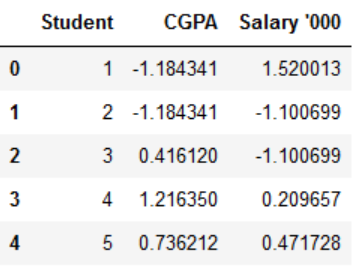 Student CGPA Salary '000
0 1 -1.184341 1.520013
1 2 -1.184341 -1.100699
2 3 0.416120 -1.100699
3 4 1.216350 0.209657
4 5 0.736212 0.471728